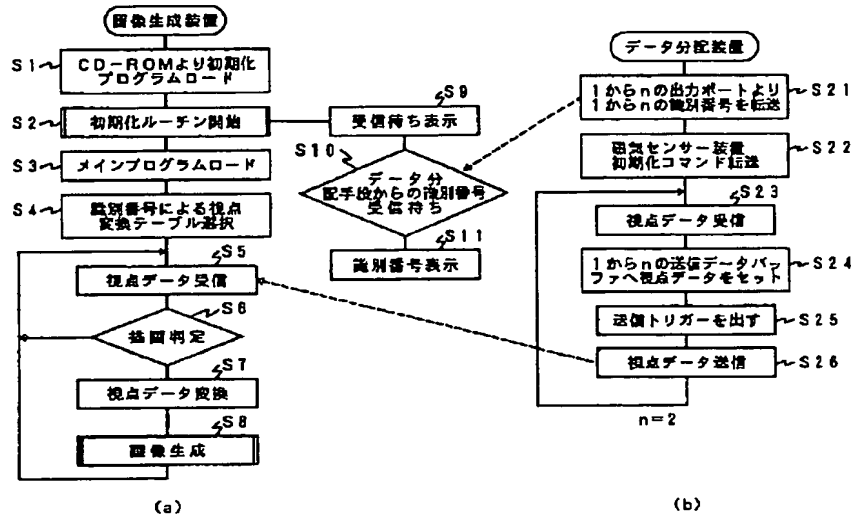 画像生成装置
S1
CD-ROMより初期化
プログラムロード
S2
初期化ルーチン開始
S3
メインプログラムロード
S4
識別番号による視点
変換テーブル選択
S5
視点データ受信
S6
描画判定
S7
視点データ変換
S8
画像生成
(a)
S9
受信待ち表示
S10
データ分
配手段からの識別番号
受信待ち
S11
識別番号表示
データ分配装置
1からnの出力ポートより
1からnの識別番号を転送
S21
磁気センサー装置
初期化コマンド転送
S22
S23
視点データ受信
1からnの送信データバッ
ファへ視点データをセット
S24
送信トリガーを出す
S25
視点データ送信
S26
n=2
(b)